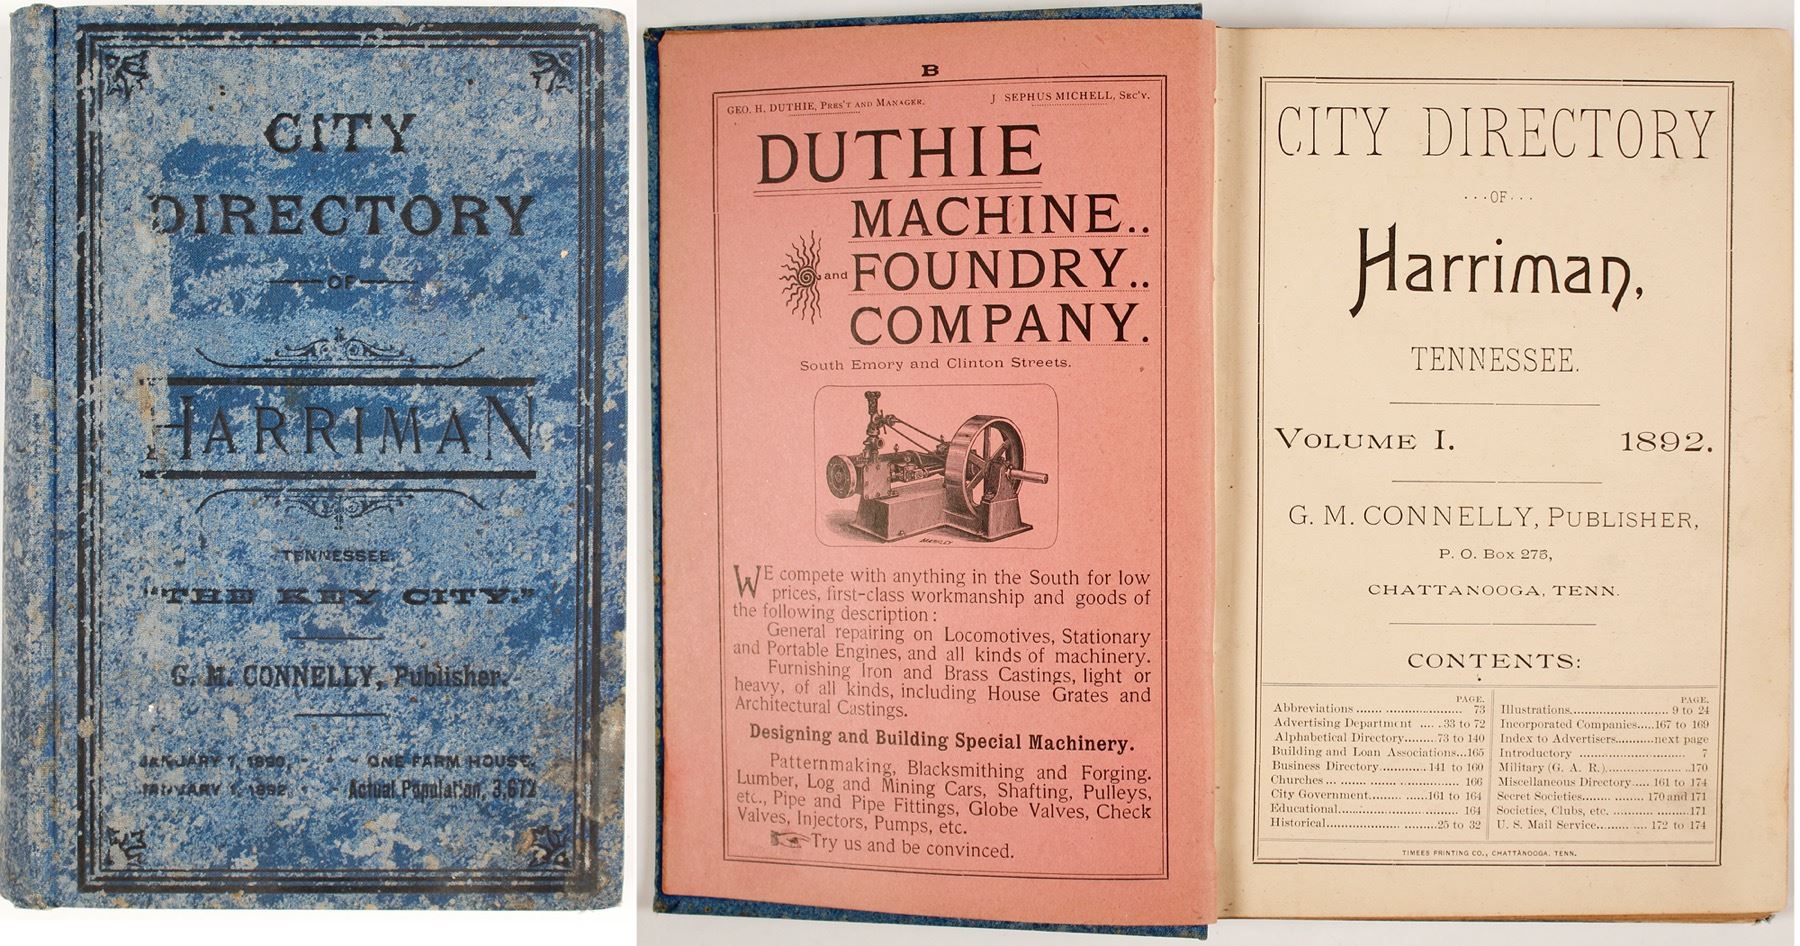 CITY
DIRECTORY
OF
HARRIMAN
TENNESSEE.
"THE KEY CITY."
G. M. CONNELLY, Publisher.
JANUARY 1, 1890, - - - ONE FARM HOUSE.
JANUARY 1, 1892, - - Actual Population, 3,672
B
GEO. H. DUTHIE, PRES'T AND MANAGER. J SEPHUS MICHELL, SEC'Y.
DUTHIE
MACHINE..
and FOUNDRY..
COMPANY.
South Emory and Clinton Streets.
WE compete with anything in the South for low
prices, first-class workmanship and goods of
the following description:
General repairing on Locomotives, Stationary
and Portable Engines, and all kinds of machinery.
Furnishing Iron and Brass Castings, light or
heavy, of all kinds, including House Grates and
Architectural Castings.
Designing and Building Special Machinery.
Patternmaking, Blacksmithing and Forging.
Lumber, Log and Mining Cars, Shafting, Pulleys,
etc., Pipe and Pipe Fittings, Globe Valves, Check
Valves, Injectors, Pumps, etc.
Try us and be convinced.
CITY DIRECTORY
...OF...
Harriman,
TENNESSEE.
VOLUME I. 1892.
G. M. CONNELLY, PUBLISHER,
P. O. Box 275,
CHATTANOOGA, TENN.
CONTENTS:
PAGE.
Abbreviations ........ 73
Advertising Department .....33 to 72
Alphabetical Directory........73 to 140
Building and Loan Associations...165
Business Directory............141 to 160
Churches ........ 166
City Government............161 to 164
Educational........ 164
Historical........25 to 32
PAGE.
Illustrations........ 9 to 24
Incorporated Companies....167 to 169
Index to Advertisers..........next page
Introductory ........ 7
Military (G. A. R.)........170
Miscellaneous Directory.... 161 to 174
Secret Societies........ 170 and 171
Societies, Clubs, etc. ........171
U. S. Mail Service........ 172 to 174
TIMES PRINTING CO., CHATTANOOGA, TENN.